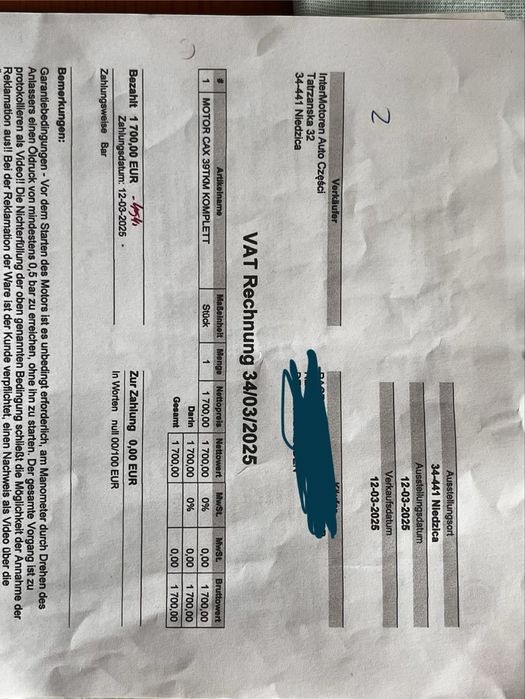 2
Ausstellungsort
34-441 Niedzica
Ausstellungsdatum
12-03-2025
Verkaufsdatum
12-03-2025
Verkäufer
InterMotoren Auto Części
Tatrzanska 32
34-441 Niedzica
VAT Rechnung 34/03/2025
# Artikelname Maßeinheit Menge Nettopreis Nettowert MwSt. MwSt. Bruttowert
1 MOTOR CAX 39TKM KOMPLETT Stück 1 1 700,00 1 700,00 0% 0,00 1 700,00
Darin 1 700,00 0% 0,00 1 700,00
Gesamt 1 700,00 0,00 1 700,00
Bezahlt 1 700,00 EUR
Zahlungsdatum: 12-03-2025
Zahlungsweise Bar
Zur Zahlung 0,00 EUR
In Worten null 00/100 EUR
Bemerkungen:
Garantiebedingungen - Vor dem Starten des Motors ist es unbedingt erforderlich, am Manometer durch Drehen des
Anlassers einen Öldruck von mindestens 0,5 bar zu erreichen, ohne ihn zu starten. Der gesamte Vorgang ist zu
protokollieren als Video!! Die Nichterfüllung der oben genannten Bedingung schließt die Möglichkeit der Annahme der
Reklamation aus!! Bei der Reklamation der Ware ist der Kunde verpflichtet, einen Nachweis als Video über die